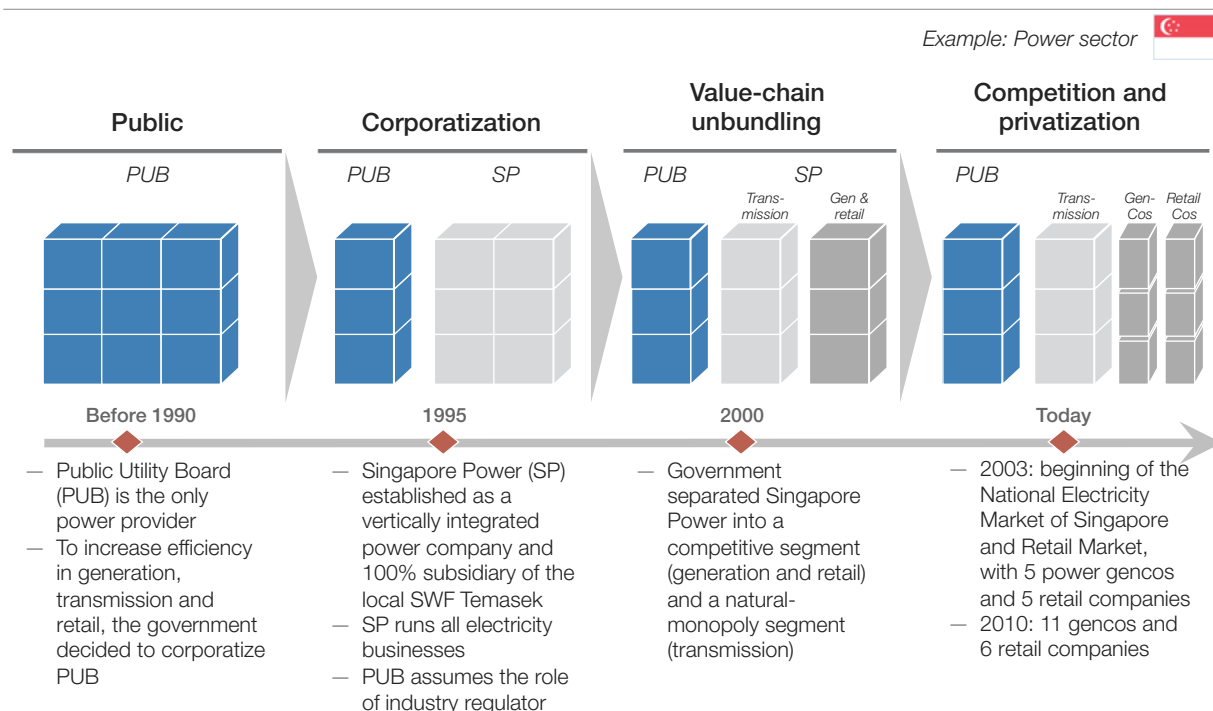 Example: Power sector
Public
Corporatization
Value-chain
unbundling
Competition and
privatization
PUB
PUB
SP
PUB
SP
PUB
Trans-
mission
Gen &
retail
Trans-
mission
Gen-
Cos
Retail
Cos
Before 1990
1995
2000
Today
— Public Utility Board
(PUB) is the only
power provider
— To increase efficiency
in generation,
transmission and
retail, the government
decided to corporatize
PUB
— Singapore Power (SP)
established as a
vertically integrated
power company and
100% subsidiary of the
local SWF Temasek
— SP runs all electricity
businesses
— PUB assumes the role
of industry regulator
— Government
separated Singapore
Power into a
competitive segment
(generation and retail)
and a natural-
monopoly segment
(transmission)
— 2003: beginning of the
National Electricity
Market of Singapore
and Retail Market,
with 5 power gencos
and 5 retail companies
— 2010: 11 gencos and
6 retail companies